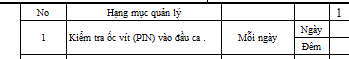 No Hạng mục quản lý 1
1 Kiểm tra ốc vít (PIN) vào đầu ca . Mỗi ngày Ngày
Đêm